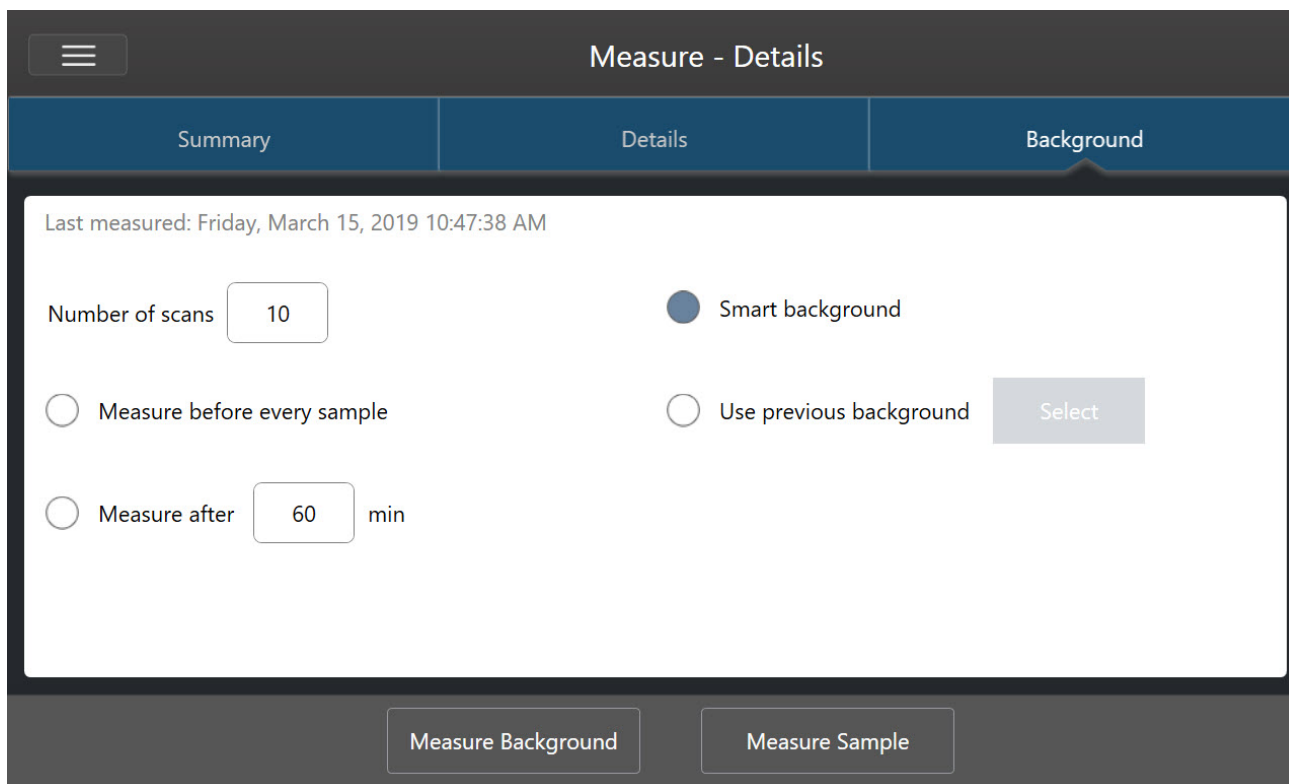 Measure - Details
Summary
Details
Background
Last measured: Friday, March 15, 2019 10:47:38 AM
Number of scans 10
Smart background
Measure before every sample
Use previous background Select
Measure after 60 min
Measure Background
Measure Sample